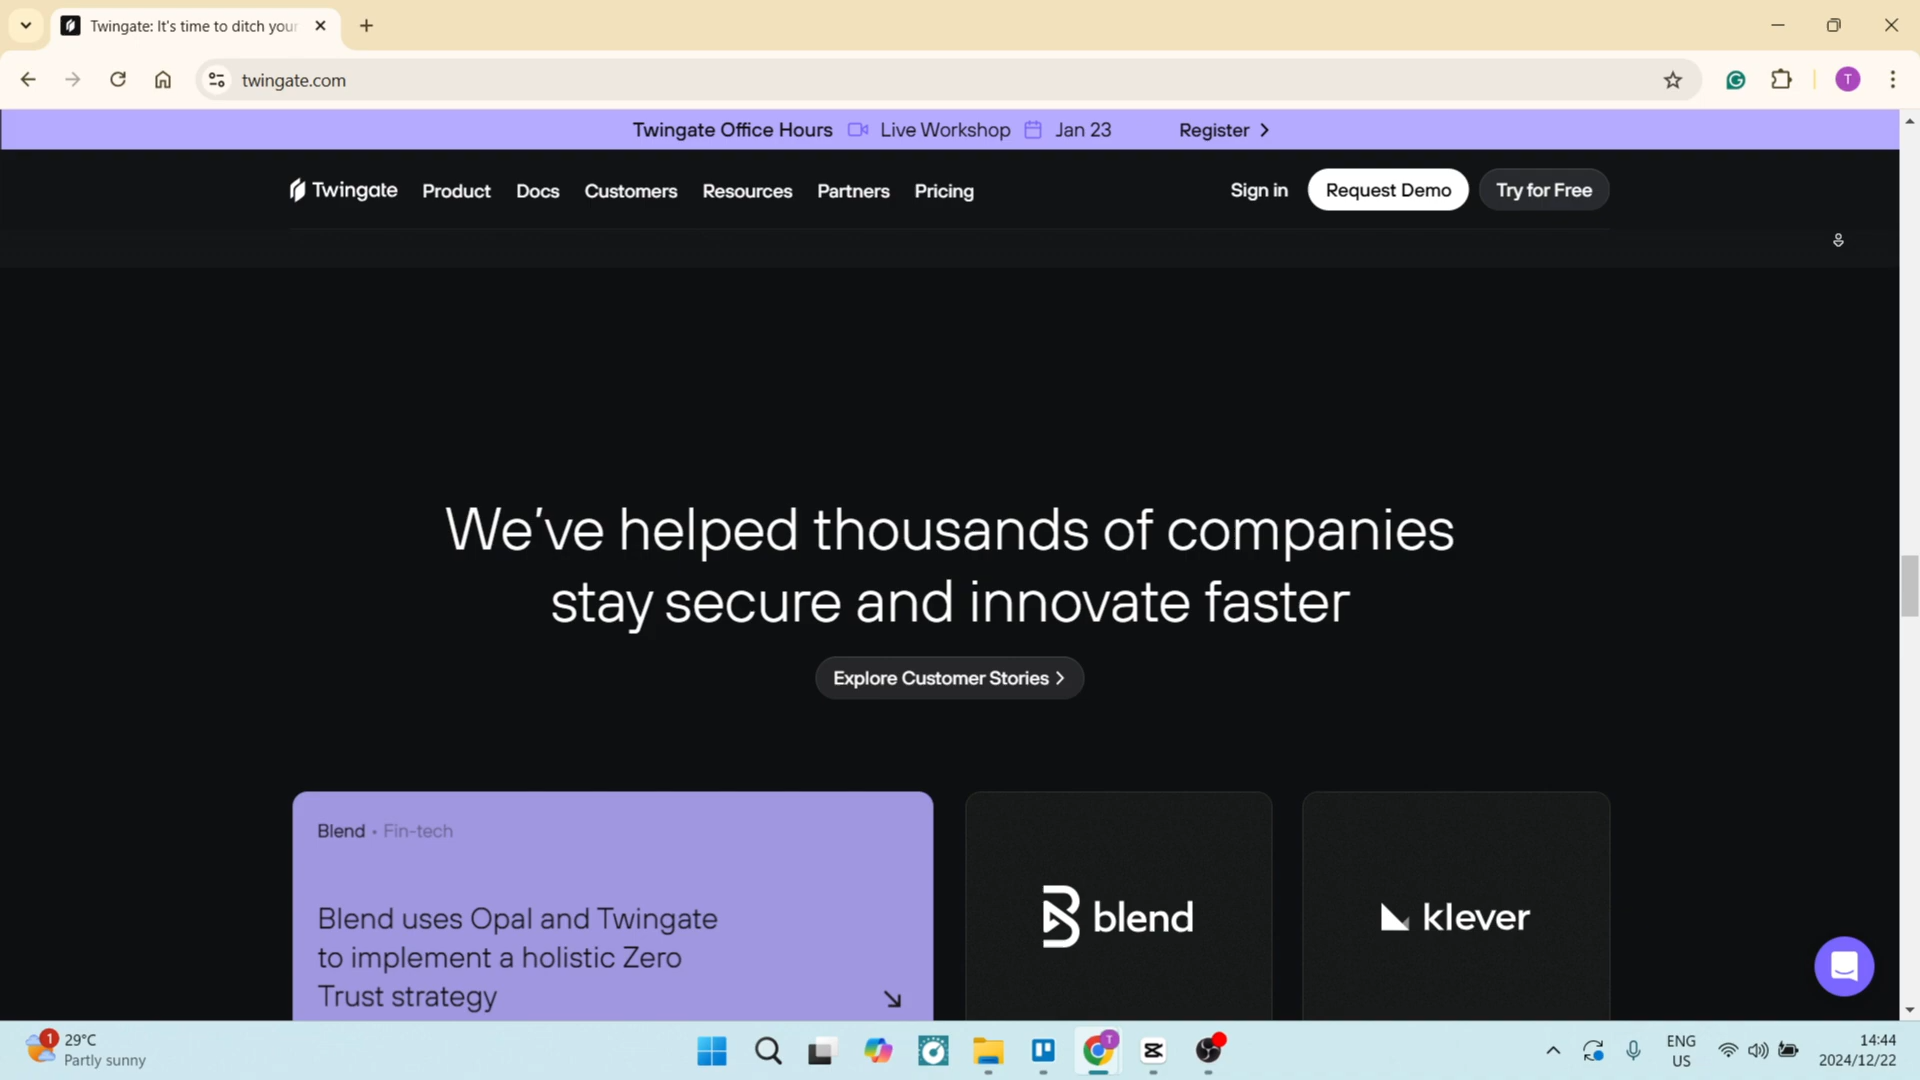 Twingate: It's time to ditch your
twingate.com
T
Twingate Office Hours Live Workshop Jan 23 Register
Twingate Product Docs Customers Resources Partners Pricing Sign in Request Demo Try for Free
We've helped thousands of companies
stay secure and innovate faster
Explore Customer Stories
Blend • Fin-tech
Blend uses Opal and Twingate
to implement a holistic Zero
Trust strategy
blend
klever
1
29°C
Partly sunny
T
ENG
US
14:44
2024/12/22